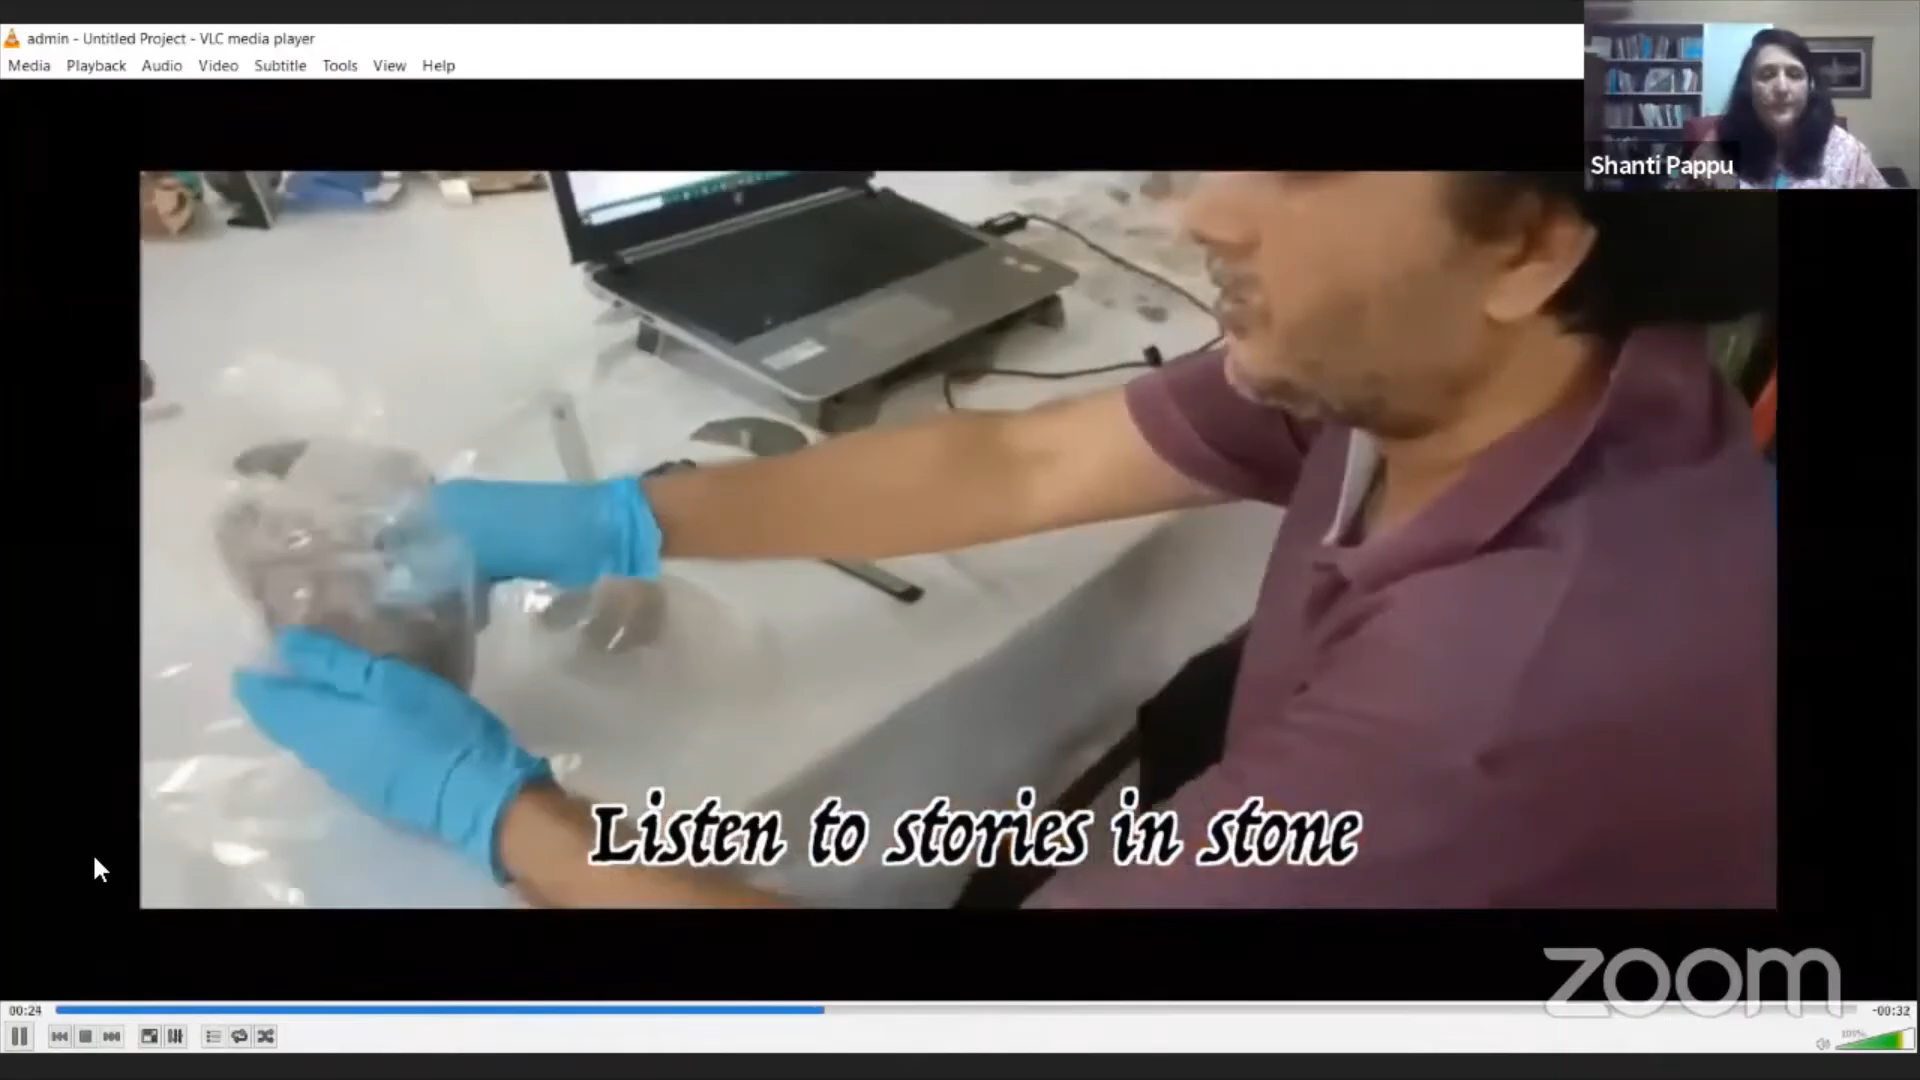 admin - Untitled Project - VLC media player
Media Playback Audio Video Subtitle Tools View Help
Shanti Pappu
Listen to stories in stone
zoom
00:24
-00:32
100%